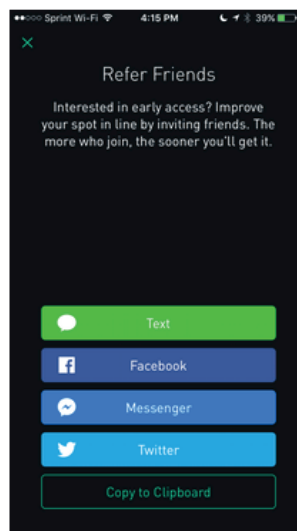 Sprint Wi-Fi 4:15 PM 39%
Refer Friends
Interested in early access? Improve
your spot in line by inviting friends. The
more who join, the sooner you'll get it.
Text
Facebook
Messenger
Twitter
Copy to Clipboard